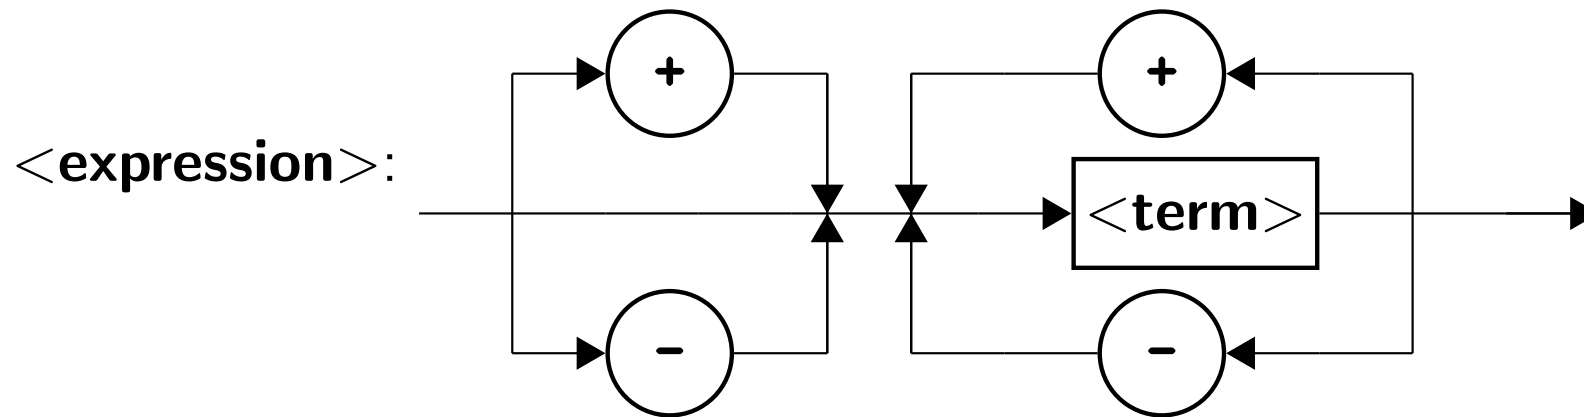 + +
<expression>:
<term>
- -